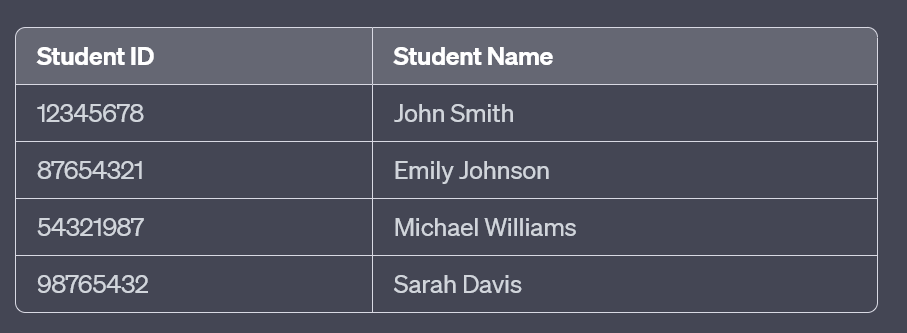 Student ID Student Name
12345678 John Smith
87654321 Emily Johnson
54321987 Michael Williams
98765432 Sarah Davis